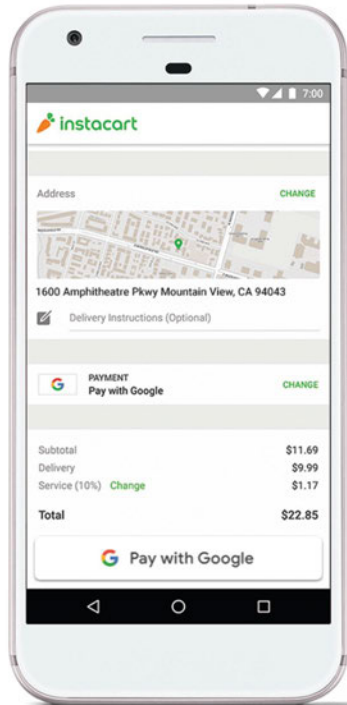 7:00
instacart
Address CHANGE
1600 Amphitheatre Pkwy Mountain View, CA 94043
Delivery Instructions (Optional)
PAYMENT
Pay with Google
CHANGE
Subtotal $11.69
Delivery $9.99
Service (10%) Change $1.17
Total $22.85
G Pay with Google